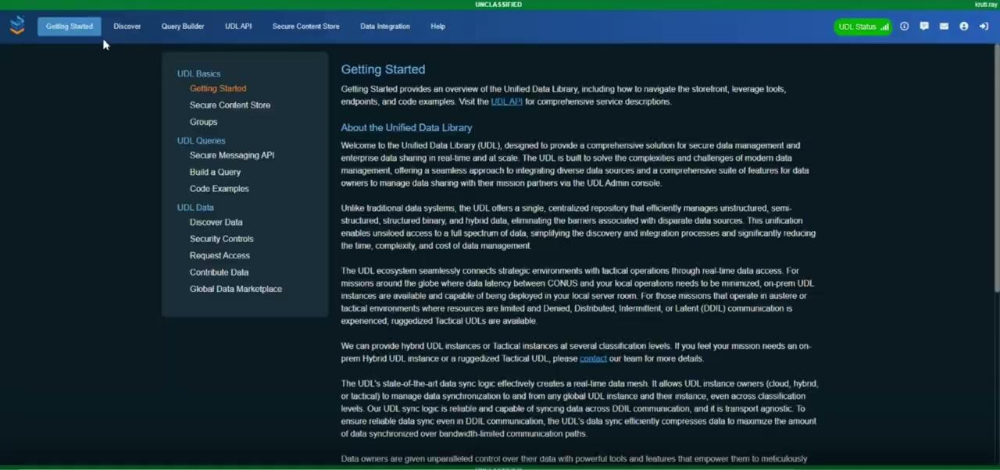 UNCLASSIFIED
kruti.ray
Getting Started
Discover
Query Builder
UDL API
Secure Content Store
Data Integration
Help
UDL Status
UDL Basics
Getting Started
Secure Content Store
Groups
UDL Queries
Secure Messaging API
Build a Query
Code Examples
UDL Data
Discover Data
Security Controls
Request Access
Contribute Data
Global Data Marketplace
Getting Started
Getting Started provides an overview of the Unified Data Library, including how to navigate the storefront, leverage tools,
endpoints, and code examples. Visit the UDL API for comprehensive service descriptions.
About the Unified Data Library
Welcome to the Unified Data Library (UDL), designed to provide a comprehensive solution for secure data management and
enterprise data sharing in real-time and at scale. The UDL is built to solve the complexities and challenges of modern data
management, offering a seamless approach to integrating diverse data sources and a comprehensive suite of features for data
owners to manage data sharing with their mission partners via the UDL Admin console.
Unlike traditional data systems, the UDL offers a single, centralized repository that efficiently manages unstructured, semi-
structured, structured binary, and hybrid data, eliminating the barriers associated with disparate data sources. This unification
enables unsiloed access to a full spectrum of data, simplifying the discovery and integration processes and significantly reducing
the time, complexity, and cost of data management.
The UDL ecosystem seamlessly connects strategic environments with tactical operations through real-time data access. For
missions around the globe where data latency between CONUS and your local operations needs to be minimized, on-prem UDL
instances are available and capable of being deployed in your local server room. For those missions that operate in austere or
tactical environments where resources are limited and Denied, Distributed, Intermittent, or Latent (DDIL) communication is
experienced, ruggedized Tactical UDLs are available.
We can provide hybrid UDL instances or Tactical instances at several classification levels. If you feel your mission needs an on-
prem Hybrid UDL instance or a ruggedized Tactical UDL, please contact our team for more details.
The UDL's state-of-the-art data sync logic effectively creates a real-time data mesh. It allows UDL instance owners (cloud, hybrid,
or tactical) to manage data synchronization to and from any global UDL instance and their instance, even across classification
levels. Our UDL sync logic is reliable and capable of syncing data across DDIL communication, and it is transport agnostic. To
ensure reliable data sync even in DDIL communication, the UDL's data sync efficiently compresses data to maximize the amount
of data synchronized over bandwidth-limited communication paths.
Data owners are given unparalleled control over their data with powerful tools and features that empower them to meticulously